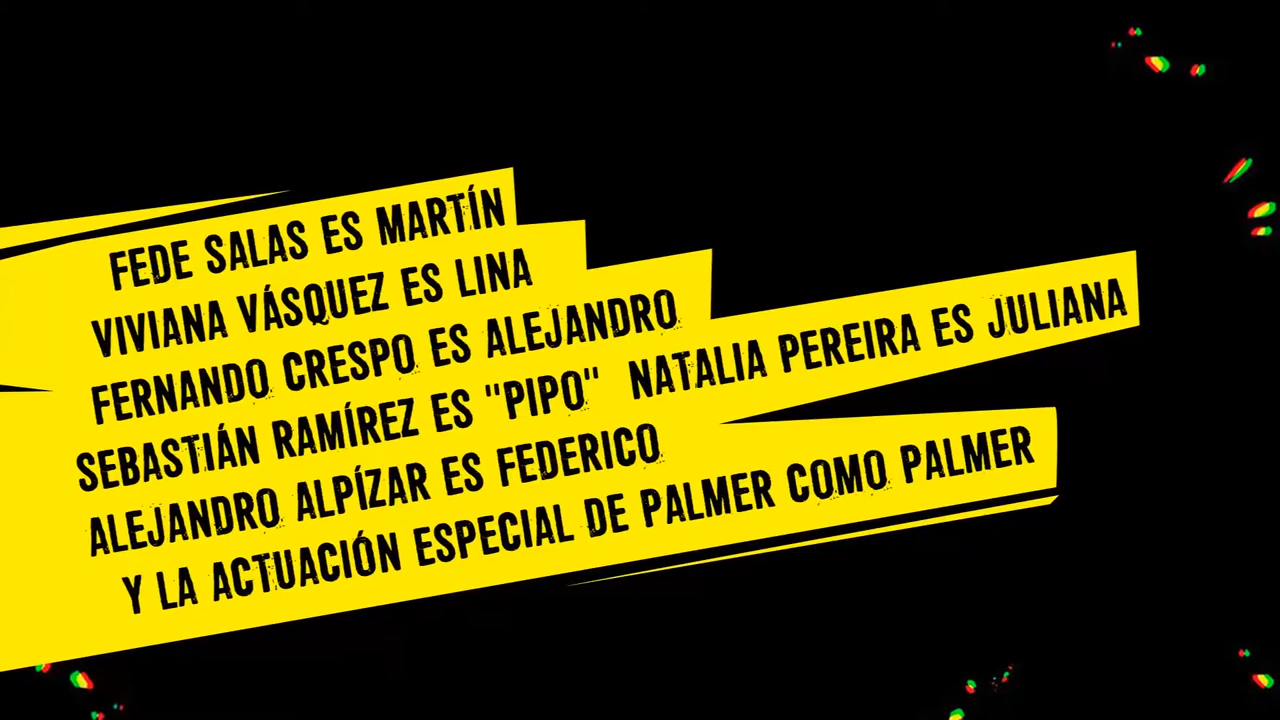 FEDE SALAS ES MARTÍN
VIVIANA VÁSQUEZ ES LINA
FERNANDO CRESPO ES ALEJANDRO
SEBASTIÁN RAMÍREZ ES "PIPO" NATALIA PEREIRA ES JULIANA
ALEJANDRO ALPÍZAR ES FEDERICO
Y LA ACTUACIÓN ESPECIAL DE PALMER COMO PALMER